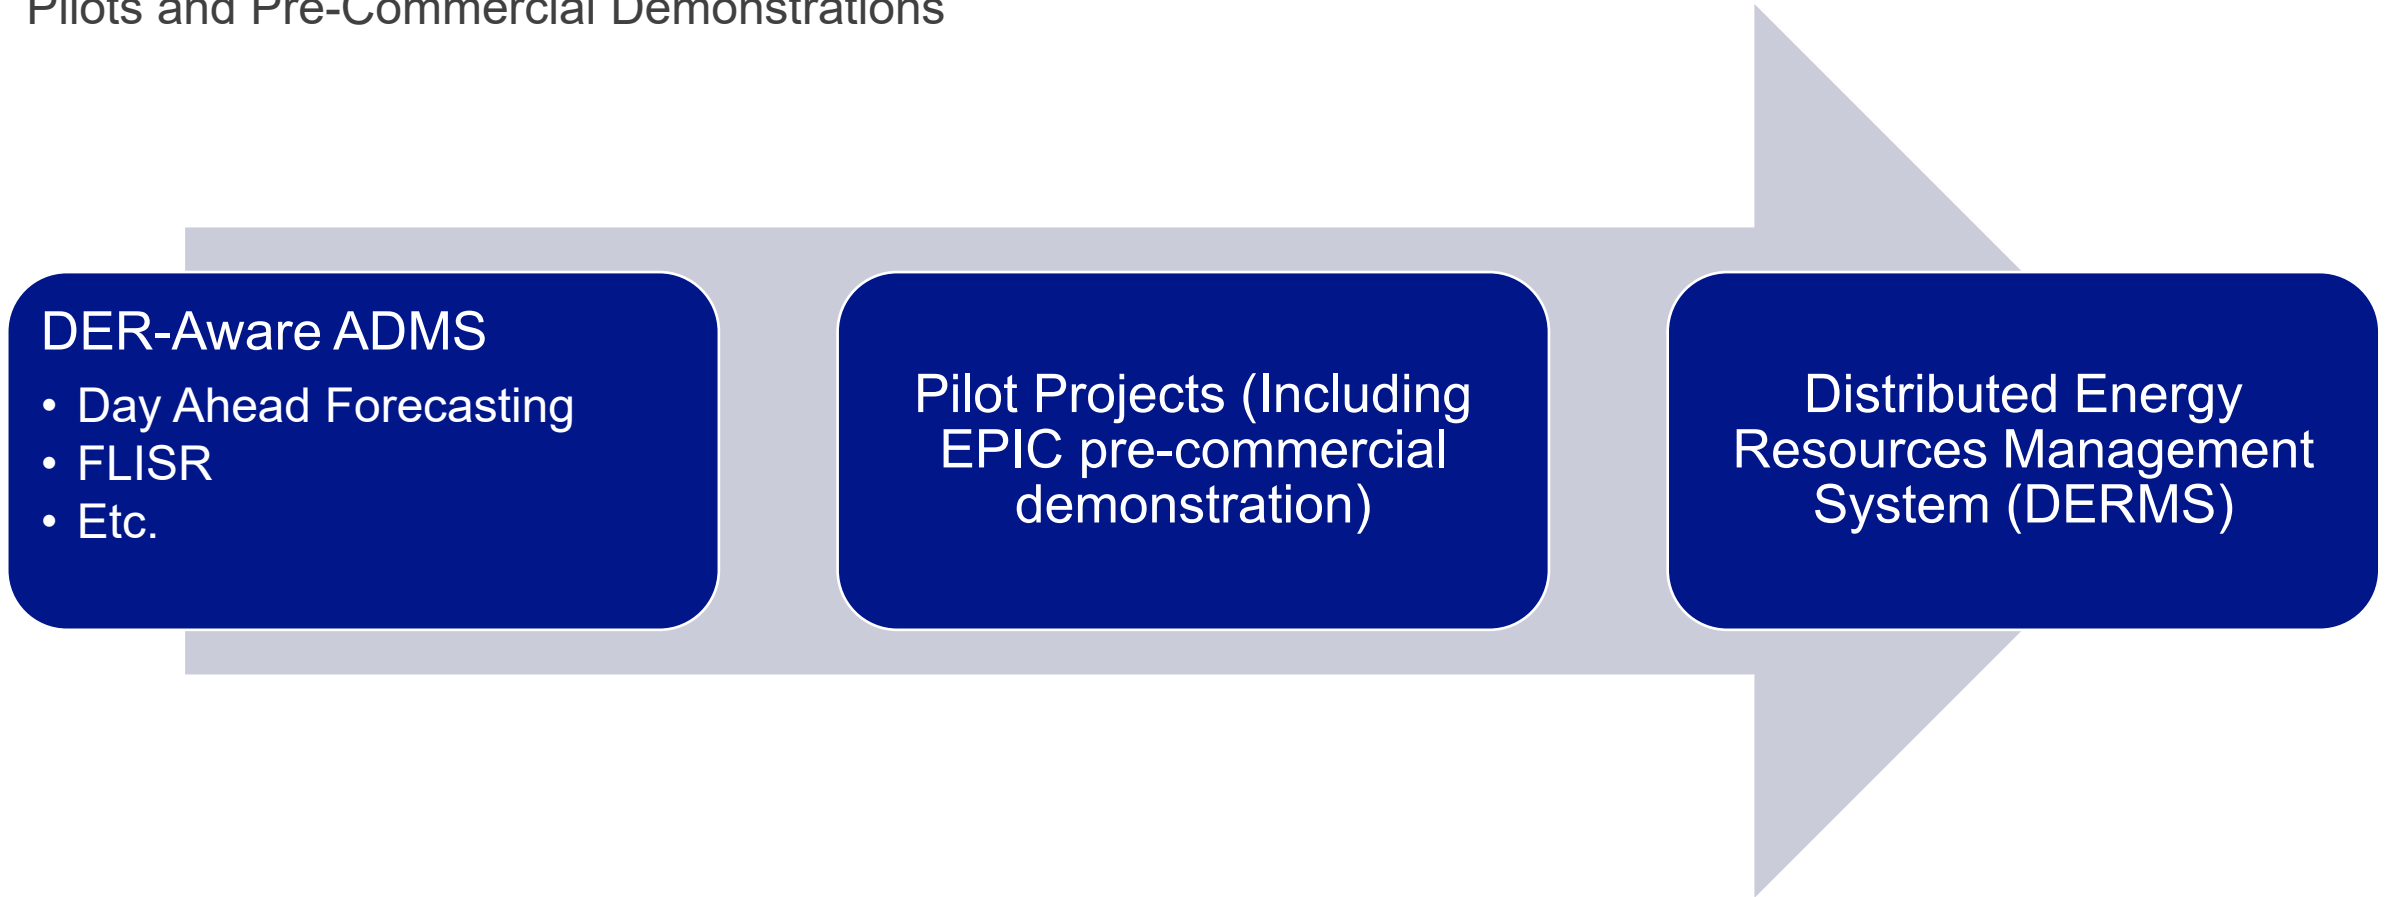 Pilots and Pre-Commercial Demonstrations
DER-Aware ADMS
• Day Ahead Forecasting
• FLISR
• Etc.
Pilot Projects (Including
EPIC pre-commercial
demonstration)
Distributed Energy
Resources Management
System (DERMS)